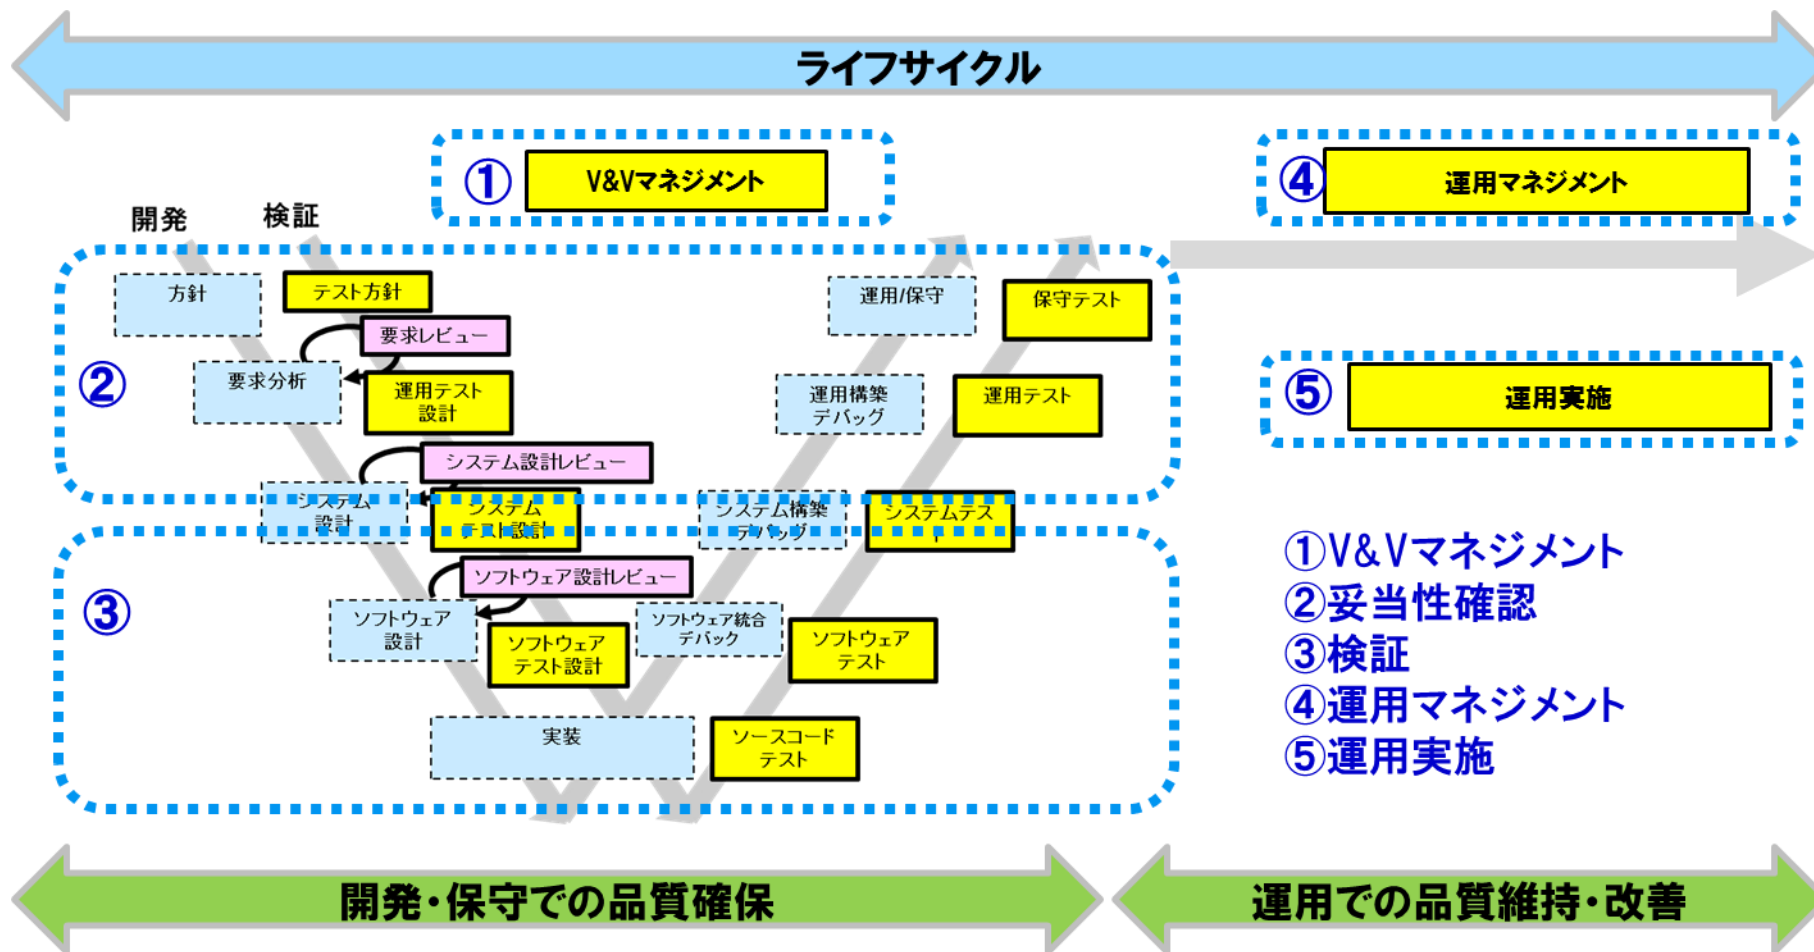 ライフサイクル
① V&Vマネジメント
④ 運用マネジメント
開発
検証
方針
テスト方針
要求レビュー
運用/保守
保守テスト
②
要求分析
運用テスト
設計
運用構築
デバッグ
運用テスト
⑤ 運用実施
システム設計レビュー
システム
設計
システム
テスト設計
システム構築
デバッグ
システムテス
ト
③
ソフトウェア設計レビュー
ソフトウェア
設計
ソフトウェア
テスト設計
ソフトウェア統合
デバック
ソフトウェア
テスト
実装
ソースコード
テスト
①V&Vマネジメント
②妥当性確認
③検証
④運用マネジメント
⑤運用実施
開発・保守での品質確保
運用での品質維持・改善